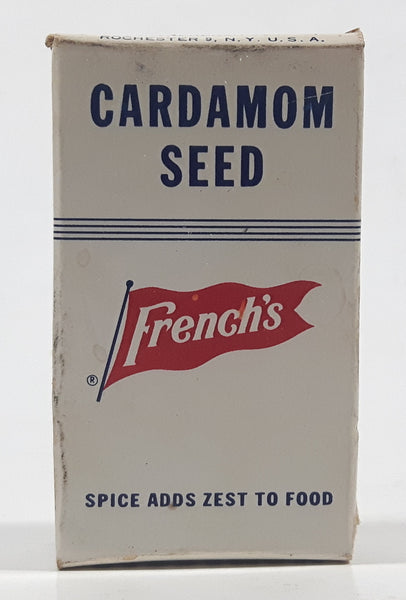 ROCHESTER 9, N.Y. U.S.A.
CARDAMOM
SEED
French's
®
SPICE ADDS ZEST TO FOOD